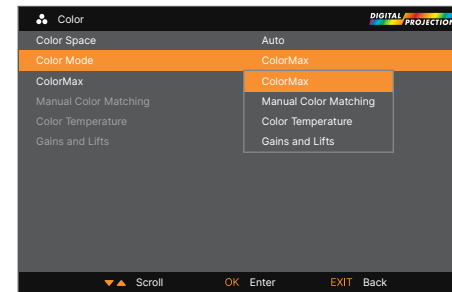 Color
DIGITAL PROJECTION
Color Space Auto
Color Mode ColorMax
ColorMax ColorMax
Manual Color Matching Manual Color Matching
Color Temperature Color Temperature
Gains and Lifts Gains and Lifts
Scroll OK Enter EXIT Back